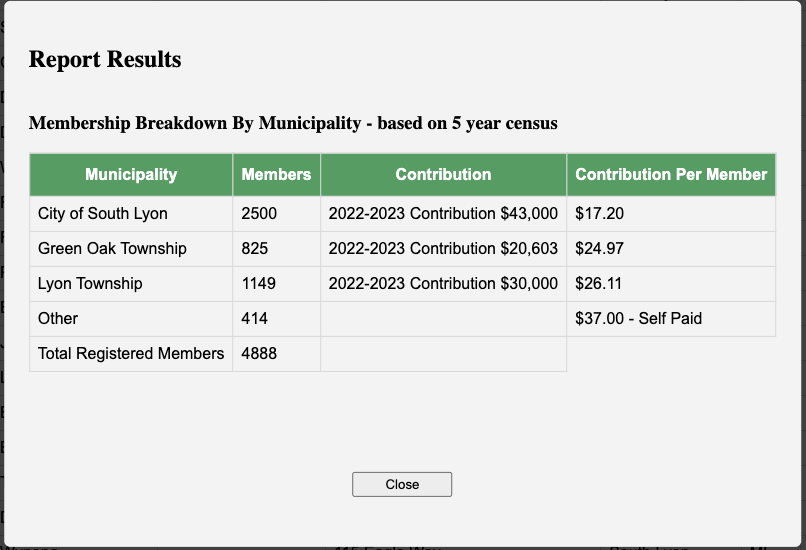 Report Results
Membership Breakdown By Municipality - based on 5 year census
Municipality Members Contribution Contribution Per Member
City of South Lyon 2500 2022-2023 Contribution $43,000 $17.20
Green Oak Township 825 2022-2023 Contribution $20,603 $24.97
Lyon Township 1149 2022-2023 Contribution $30,000 $26.11
Other 414 $37.00 - Self Paid
Total Registered Members 4888
Close